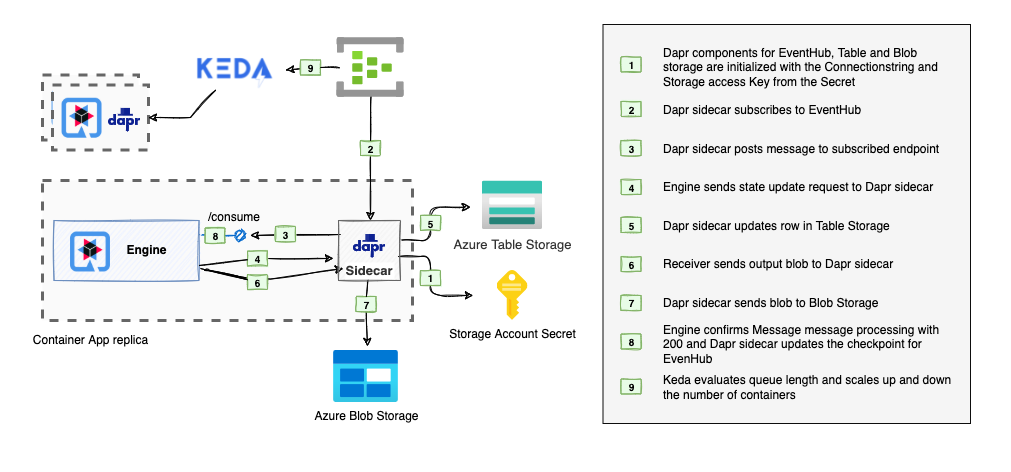 KEDA
9
dapr
2
/consume
8
3
5
Engine
4
dapr
Azure Table Storage
Sidecar
6
1
7
Storage Account Secret
Container App replica
Azure Blob Storage
1
Dapr components for EventHub, Table and Blob
storage are initialized with the Connectionstring and
Storage access Key from the Secret
2
Dapr sidecar subscribes to EventHub
3
Dapr sidecar posts message to subscribed endpoint
4
Engine sends state update request to Dapr sidecar
5
Dapr sidecar updates row in Table Storage
6
Receiver sends output blob to Dapr sidecar
7
Dapr sidecar sends blob to Blob Storage
8
Engine confirms Message message processing with
200 and Dapr sidecar updates the checkpoint for
EvenHub
9
Keda evaluates queue length and scales up and down
the number of containers